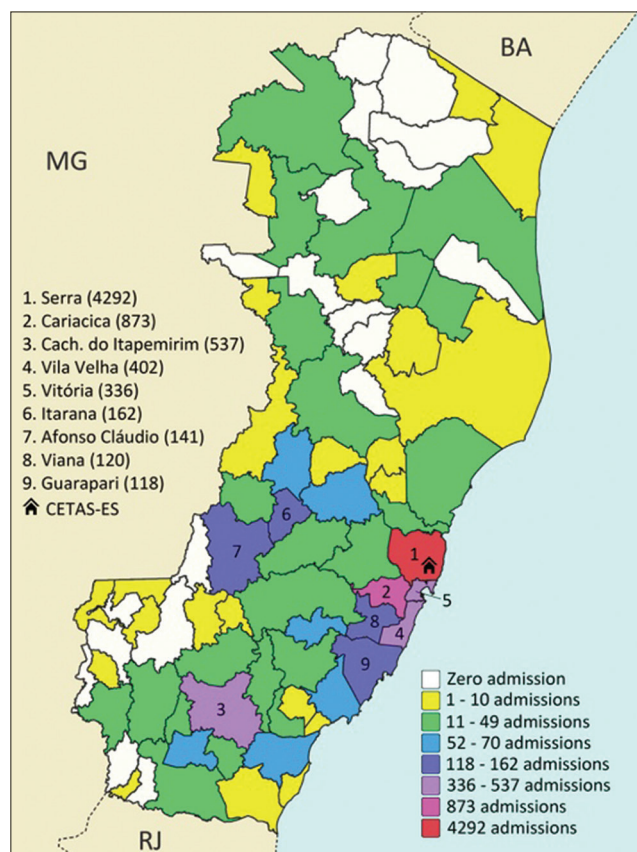 BA
MG
1. Serra (4292)
2. Cariacica (873)
3. Cach. do Itapemirim (537)
4. Vila Velha (402)
5. Vitória (336)
6. Itarana (162)
7. Afonso Cláudio (141)
8. Viana (120)
9. Guarapari (118)
CETAS-ES
6
7
1
2
5
8
4
9
3
Zero admission
1 - 10 admissions
11 - 49 admissions
52 - 70 admissions
118 - 162 admissions
336 - 537 admissions
873 admissions
4292 admissions
RJ